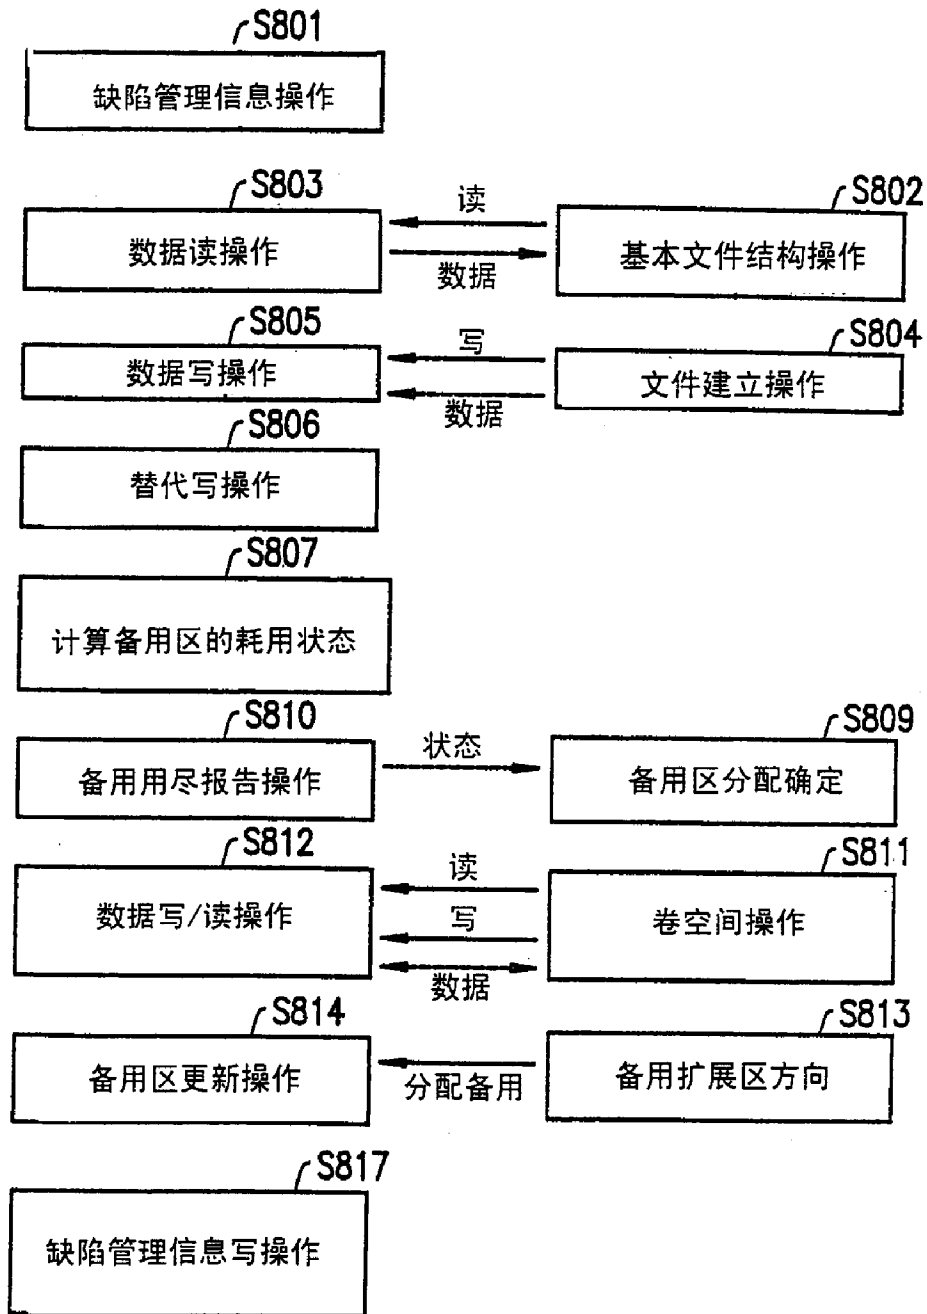 S801
缺陷管理信息操作
S803
数据读操作
读
数据
S802
基本文件结构操作
S805
数据写操作
写
数据
S804
文件建立操作
S806
替代写操作
S807
计算备用区的耗用状态
S810
备用用尽报告操作
状态
S809
备用区分配确定
S812
数据写/读操作
读
写
数据
S811
卷空间操作
S814
备用区更新操作
分配备用
S813
备用扩展区方向
S817
缺陷管理信息写操作